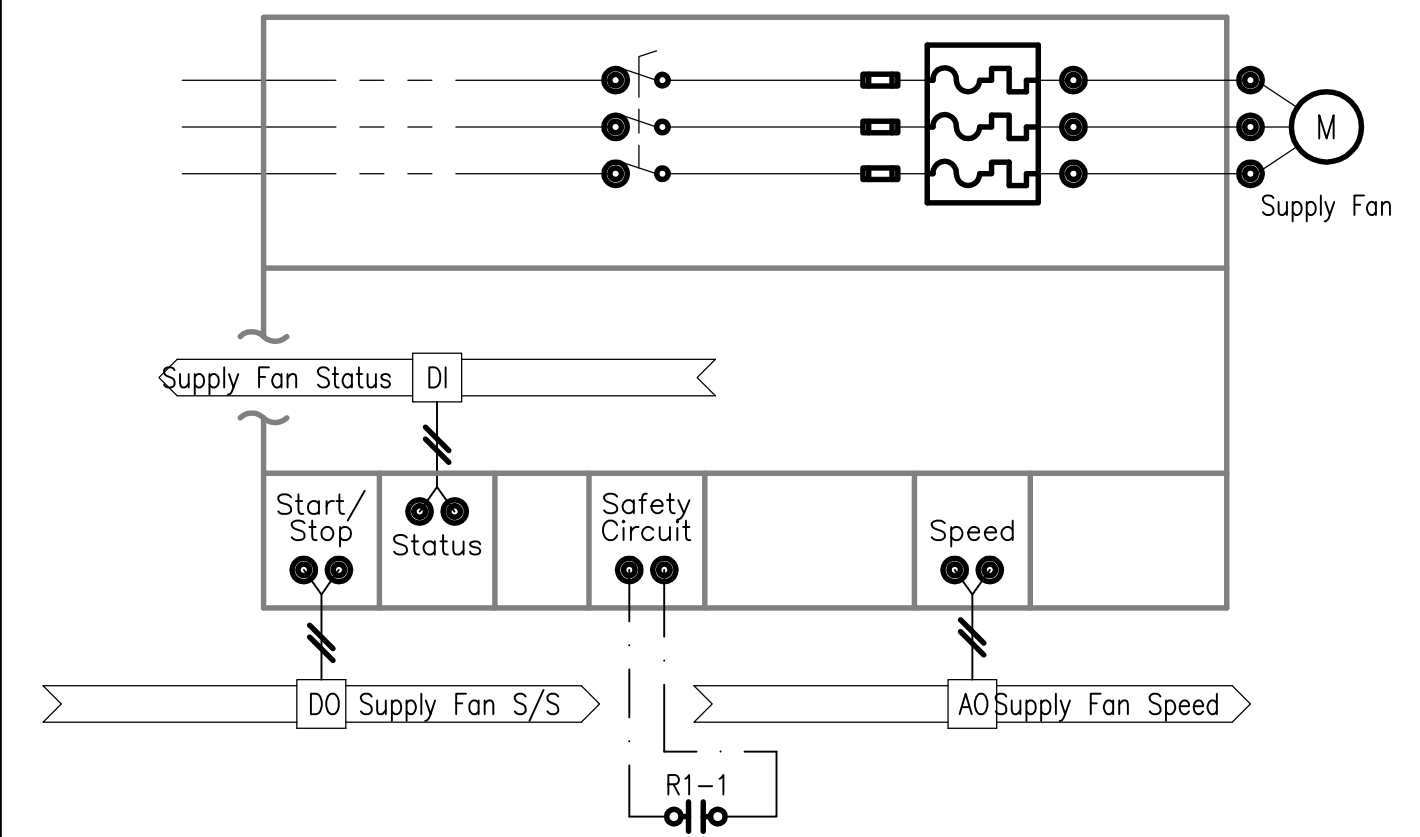 M
Supply Fan
Supply Fan Status
DI
Start/
Stop
Status
Safety
Circuit
Speed
DO
Supply Fan S/S
AO
Supply Fan Speed
R1-1